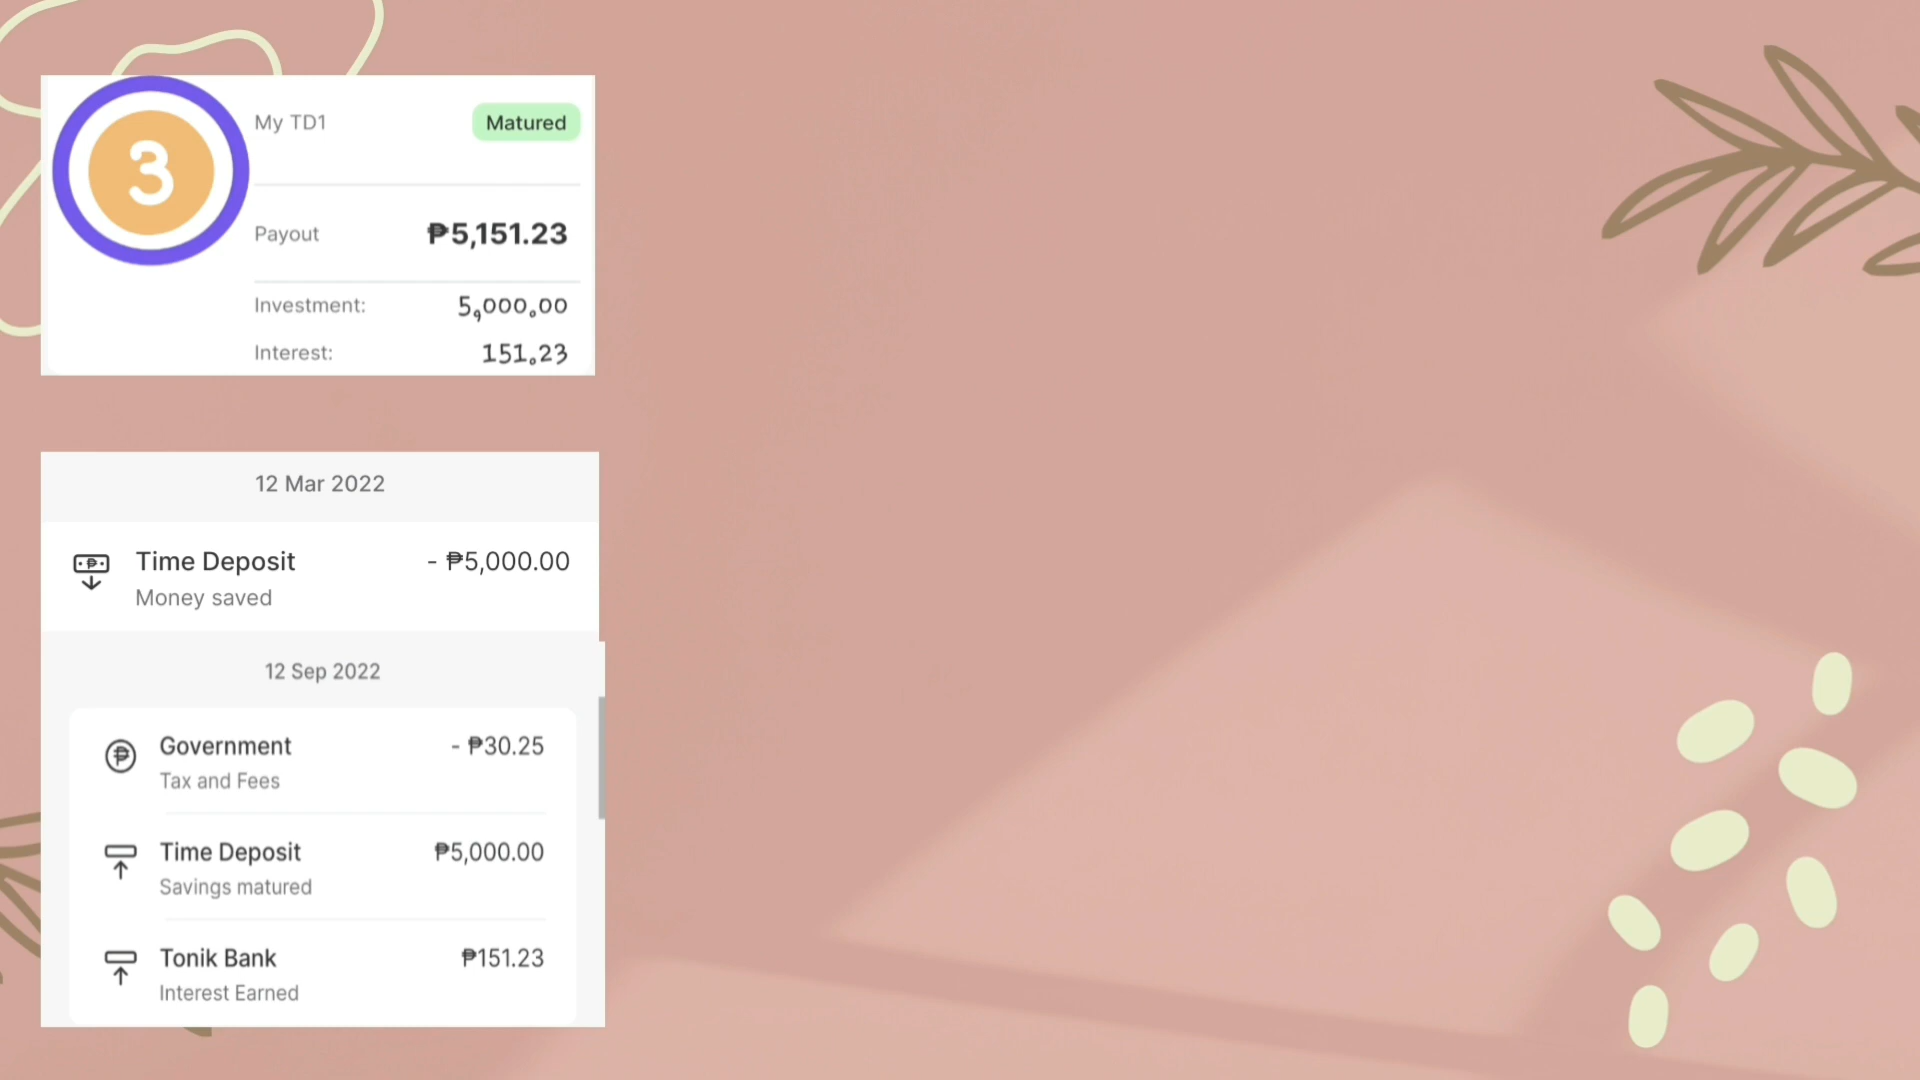 3
My TD1
Matured
Payout
₱5,151.23
Investment:
5,000.00
Interest:
151.23
12 Mar 2022
Time Deposit
- ₱5,000.00
Money saved
12 Sep 2022
Government
- ₱30.25
Tax and Fees
Time Deposit
₱5,000.00
Savings matured
Tonik Bank
₱151.23
Interest Earned